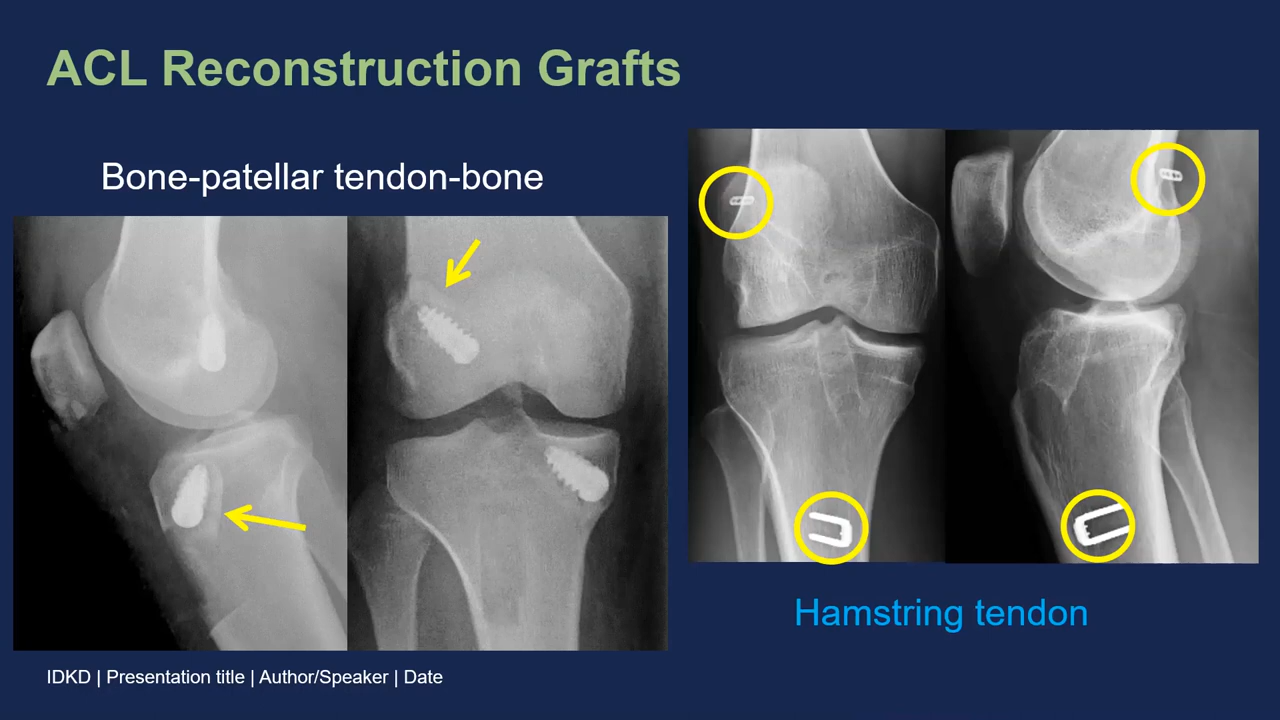 ACL Reconstruction Grafts
Bone-patellar tendon-bone
Hamstring tendon
IDKD | Presentation title | Author/Speaker | Date